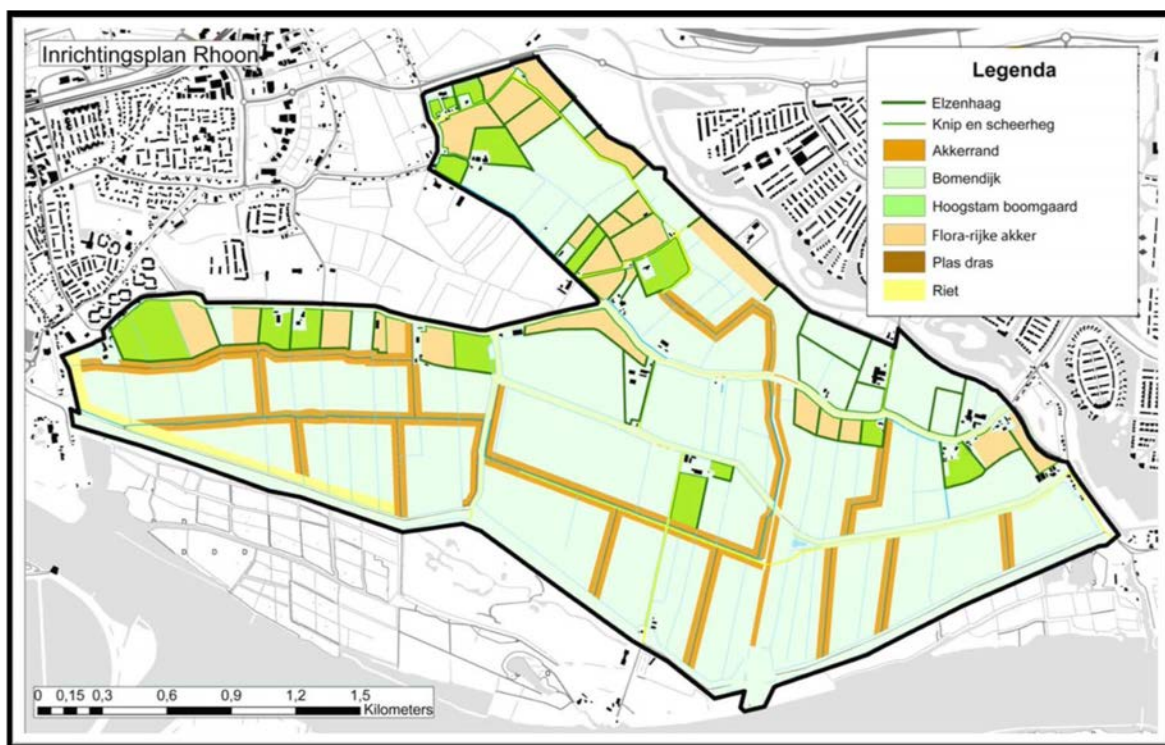 Inrichtingsplan Rhoon
Legenda
Elzenhaag
Knip en scheerheg
Akkerrand
Bomendijk
Hoogstam boomgaard
Flora-rijke akker
Plas dras
Riet
0 0,15 0,3 0,6 0,9 1,2 1,5
Kilometers